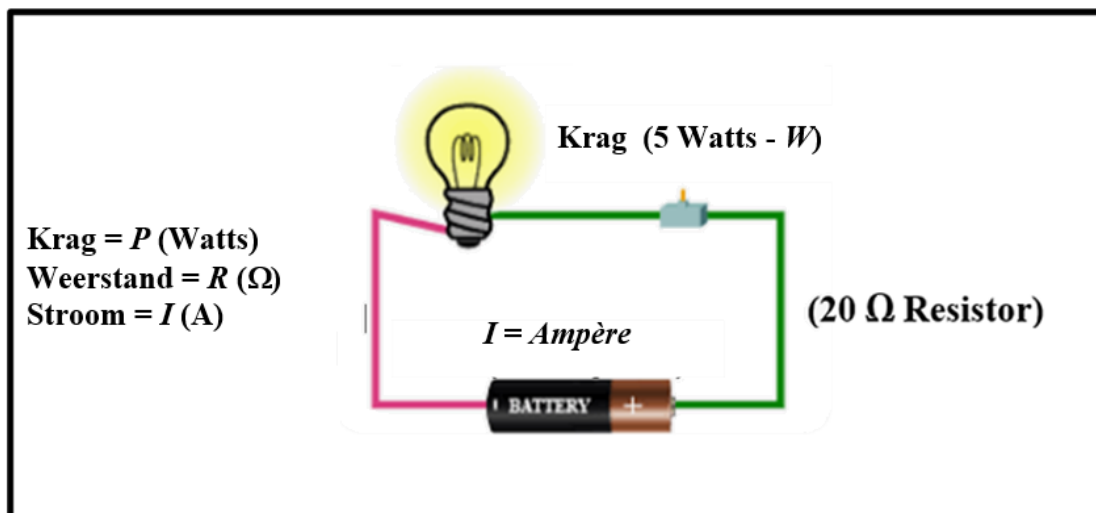 Krag (5 Watts - W)
Krag = P (Watts)
Weerstand = R (Ω)
Stroom = I (A)
(20 Ω Resistor)
I = Ampère
BATTERY +